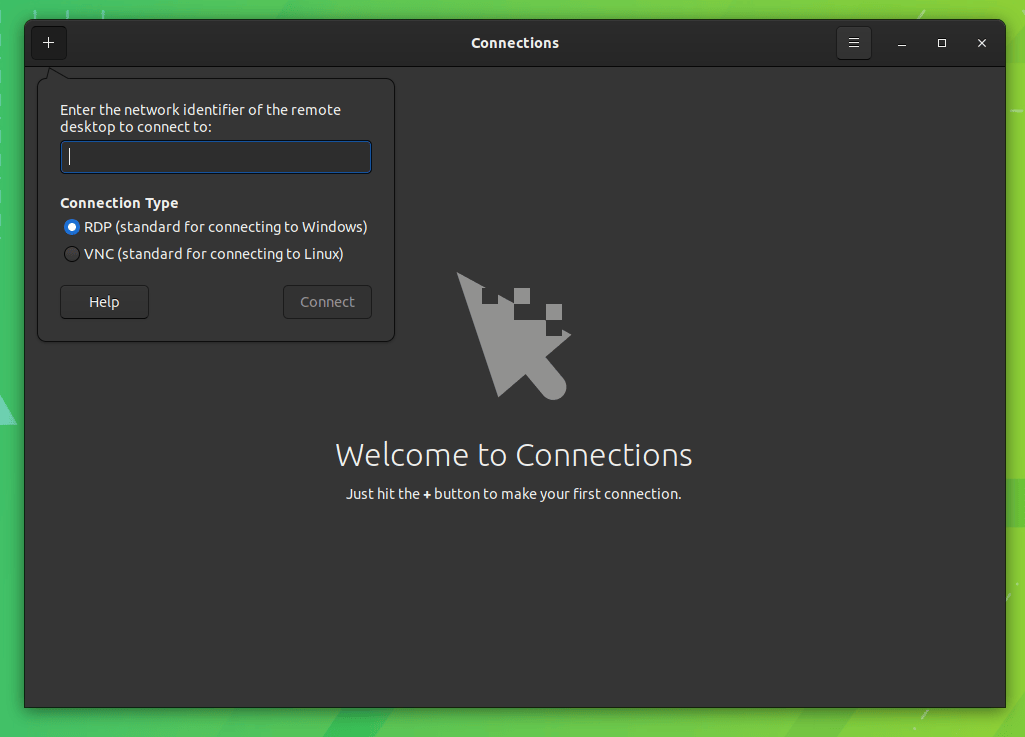 Connections
Enter the network identifier of the remote
desktop to connect to:
Connection Type
RDP (standard for connecting to Windows)
VNC (standard for connecting to Linux)
Help
Connect
Welcome to Connections
Just hit the + button to make your first connection.